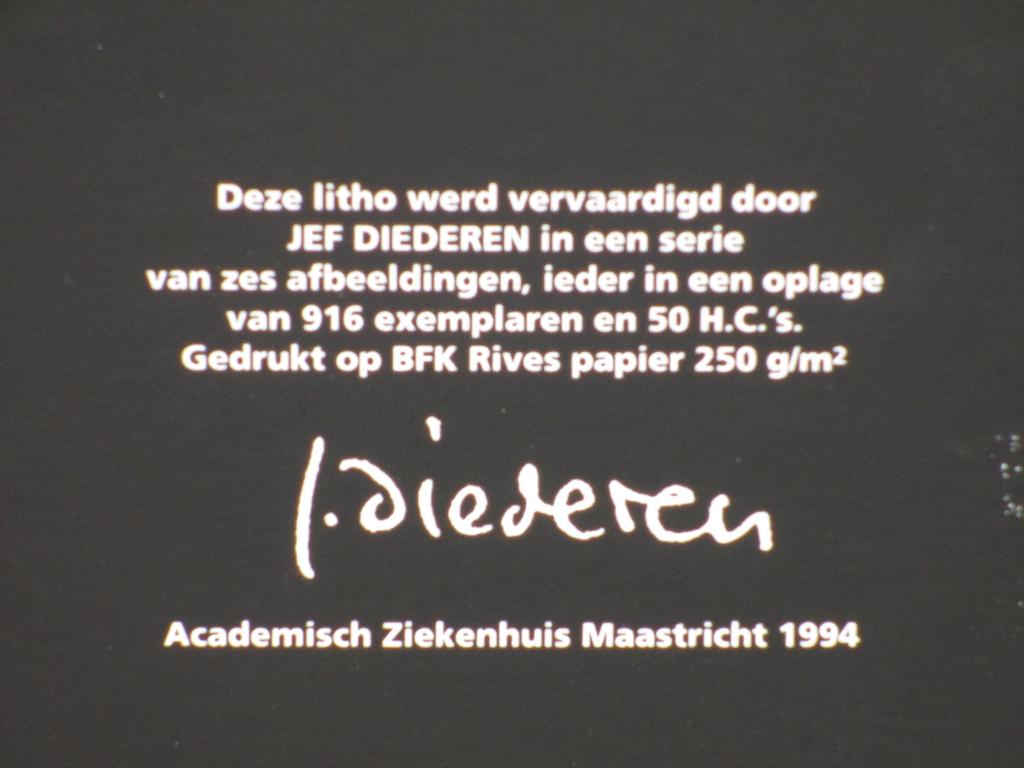 Deze litho werd vervaardigd door
JEF DIEDEREN in een serie
van zes afbeeldingen, ieder in een oplage
van 916 exemplaren en 50 H.C.'s.
Gedrukt op BFK Rives papier 250 g/m²
J. Diederen
Academisch Ziekenhuis Maastricht 1994